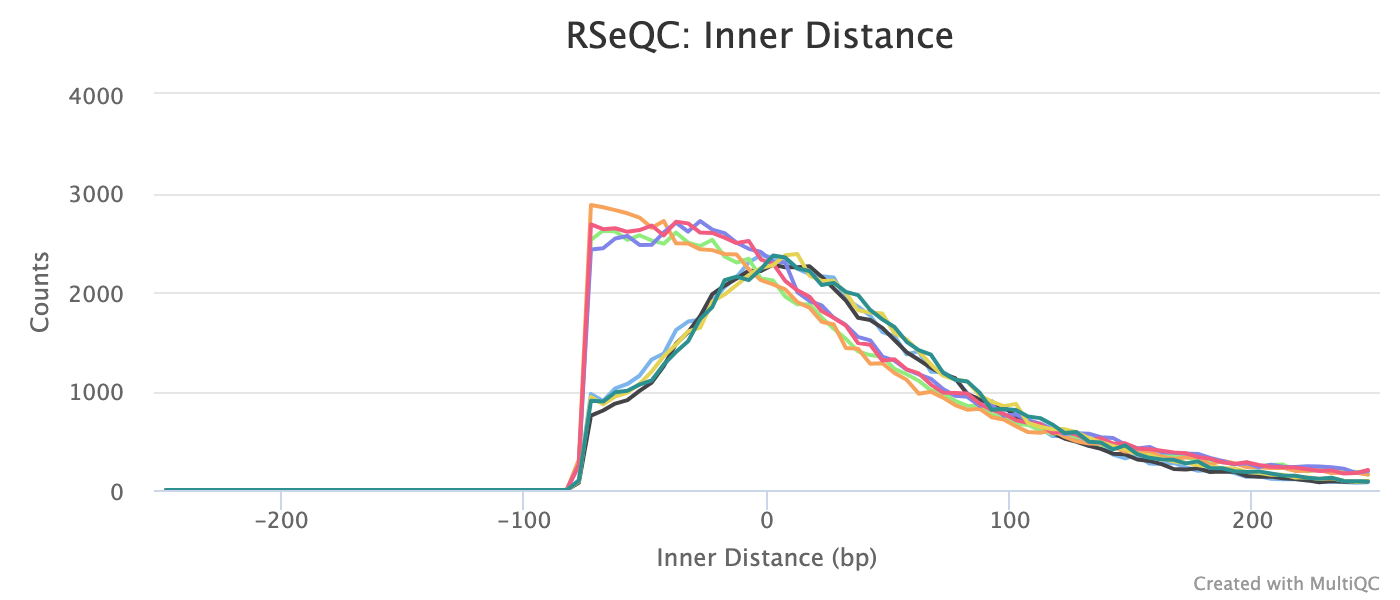 RSeQC: Inner Distance
4000
3000
2000
1000
0
Counts
−200
−100
0
100
200
Inner Distance (bp)
Created with MultiQC